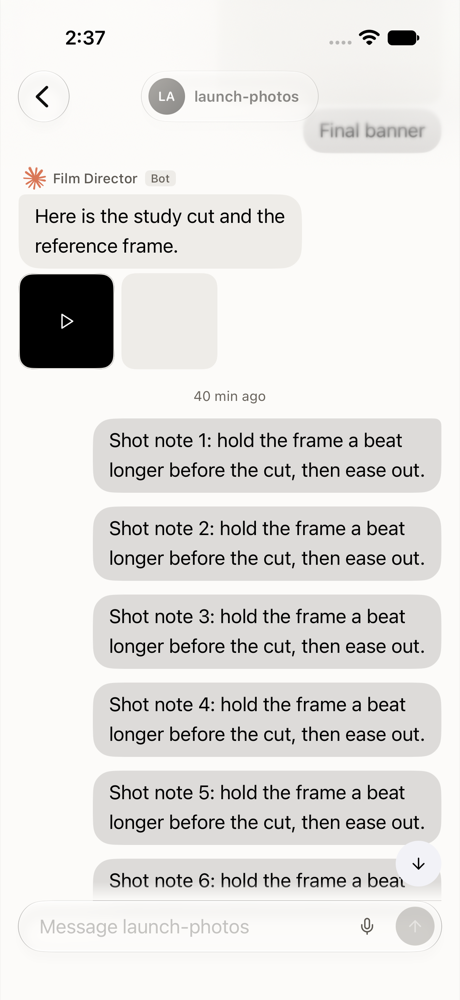 2:37
LA launch-photos
Final banner
Film Director Bot
Here is the study cut and the
reference frame.
40 min ago
Shot note 1: hold the frame a beat
longer before the cut, then ease out.
Shot note 2: hold the frame a beat
longer before the cut, then ease out.
Shot note 3: hold the frame a beat
longer before the cut, then ease out.
Shot note 4: hold the frame a beat
longer before the cut, then ease out.
Shot note 5: hold the frame a beat
longer before the cut, then ease out.
Shot note 6: hold the frame a beat
Message launch-photos